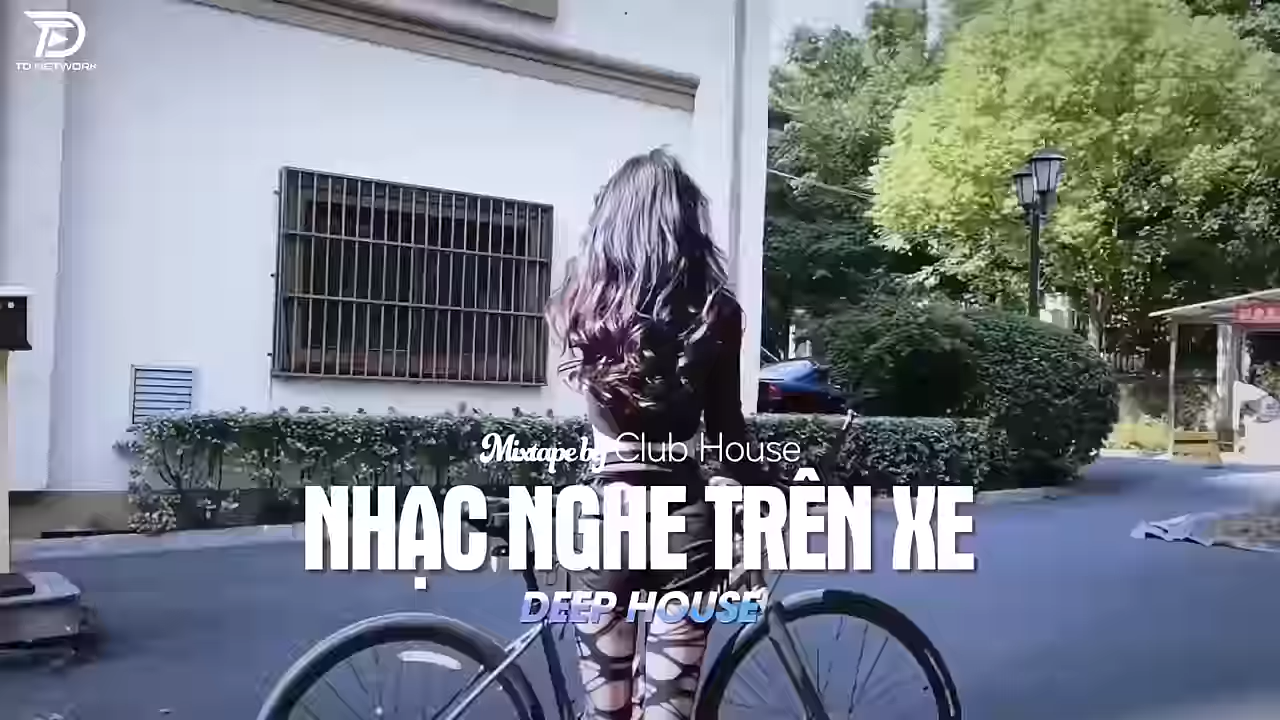 TD NETWORK
Mixtape by Club House
NHẠC NGHE TRÊN XE
DEEP HOUSE